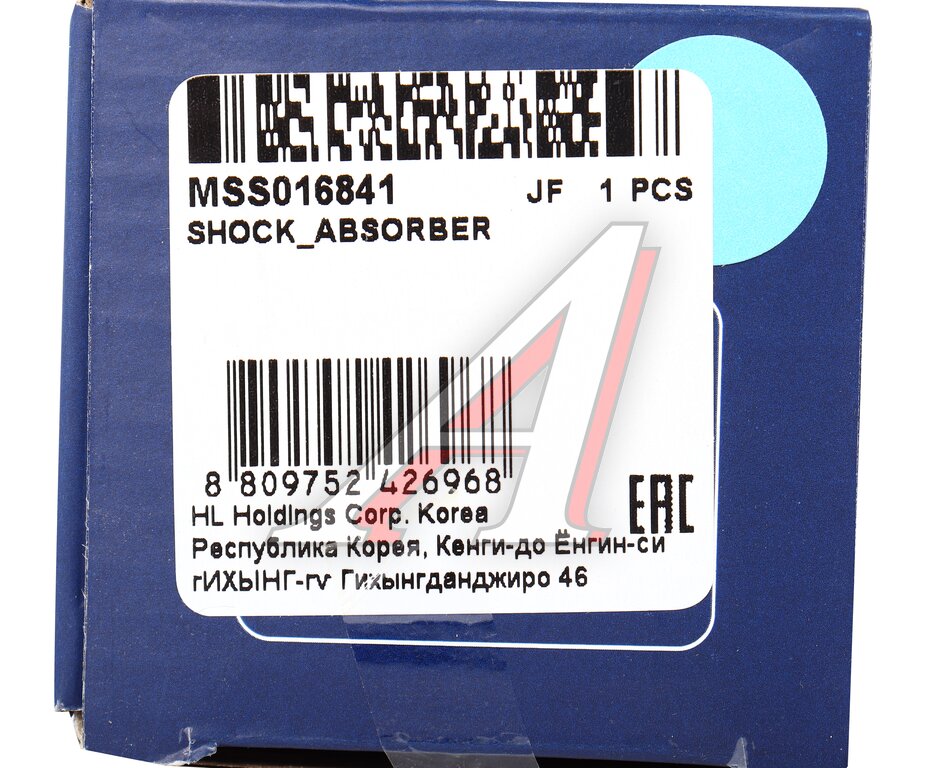 MSS016841 JF 1 PCS
SHOCK_ABSORBER
8 809752 426968
HL Holdings Corp. Korea
EAC
Республика Корея, Кенги-до Ёнгин-си
гИХЫНГ-гv Гихынгданджиро 46